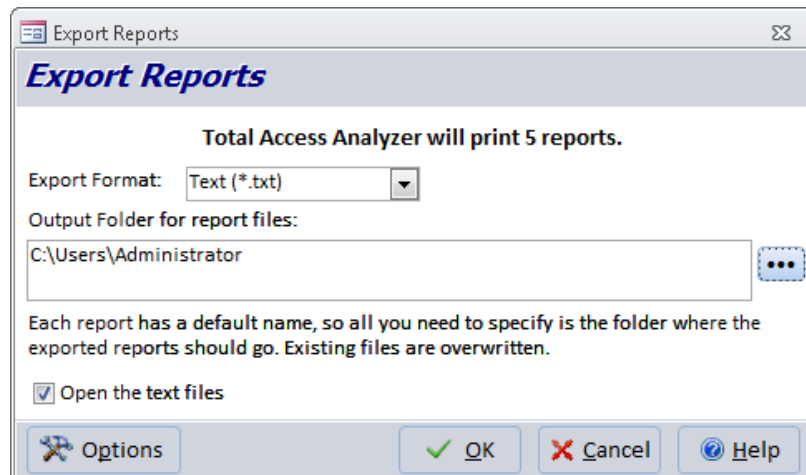 Export Reports
Export Reports
Total Access Analyzer will print 5 reports.
Export Format: Text (*.txt)
Output Folder for report files:
C:\Users\Administrator
Each report has a default name, so all you need to specify is the folder where the
exported reports should go. Existing files are overwritten.
Open the text files
Options OK Cancel Help